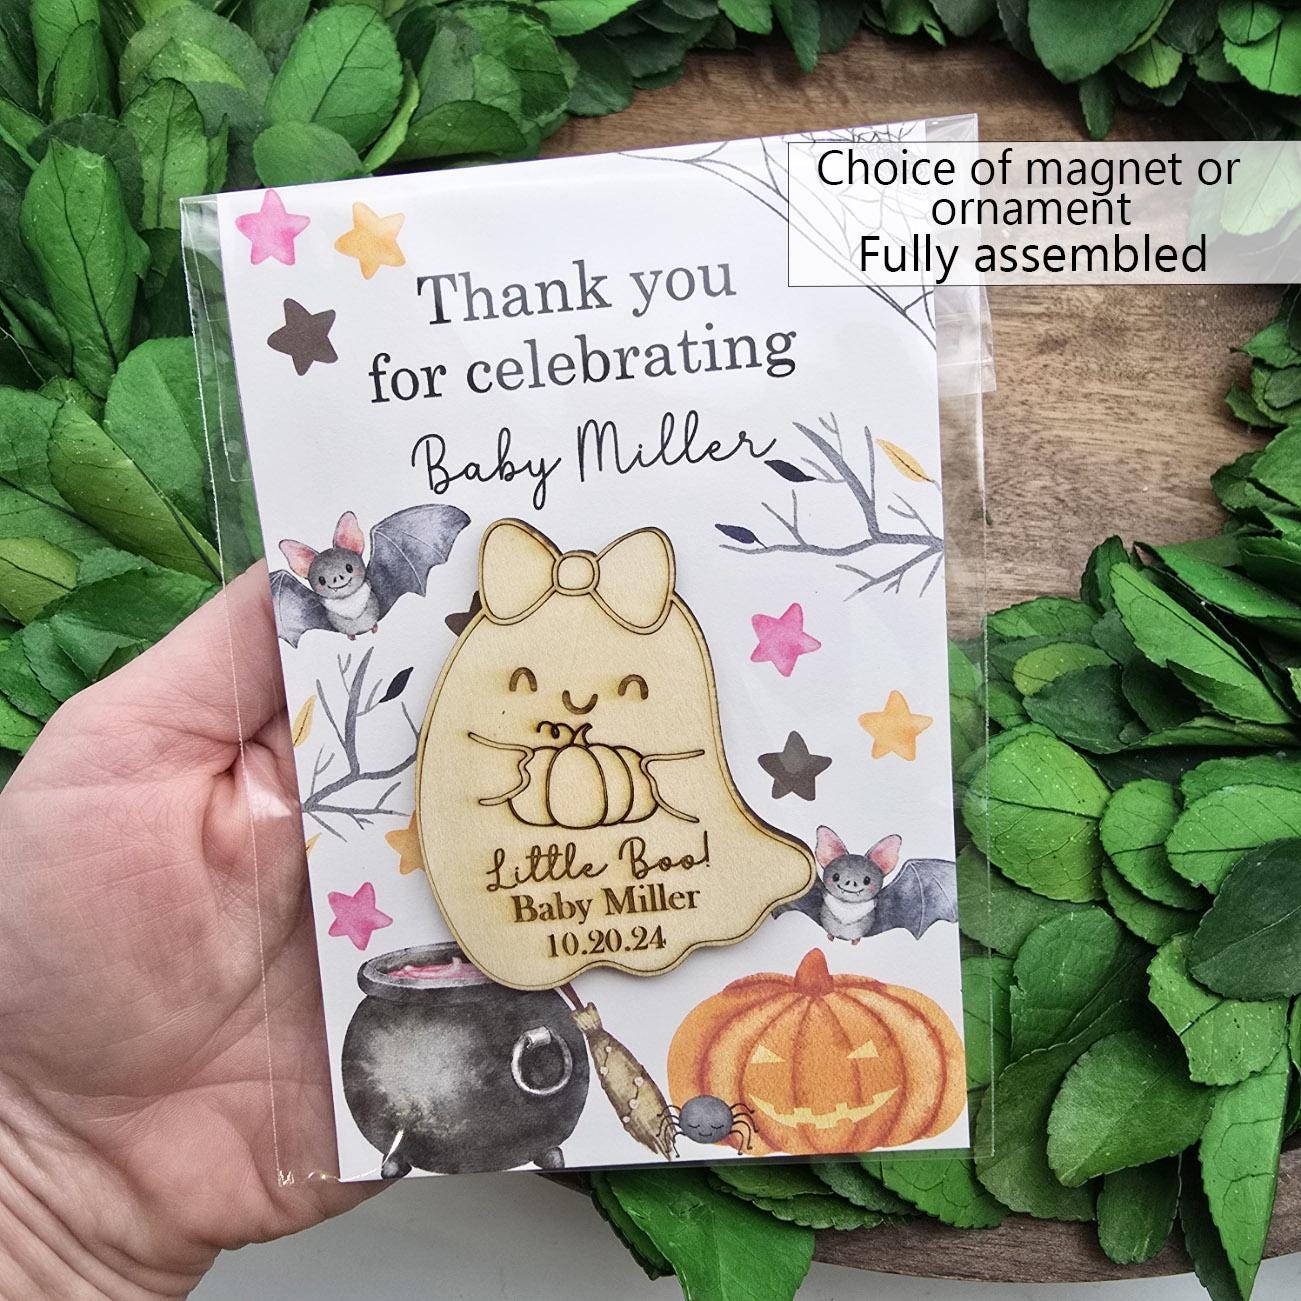 Choice of magnet or
ornament
Fully assembled
Thank you
for celebrating
Baby Miller
Little Boo!
Baby Miller
10.20.24